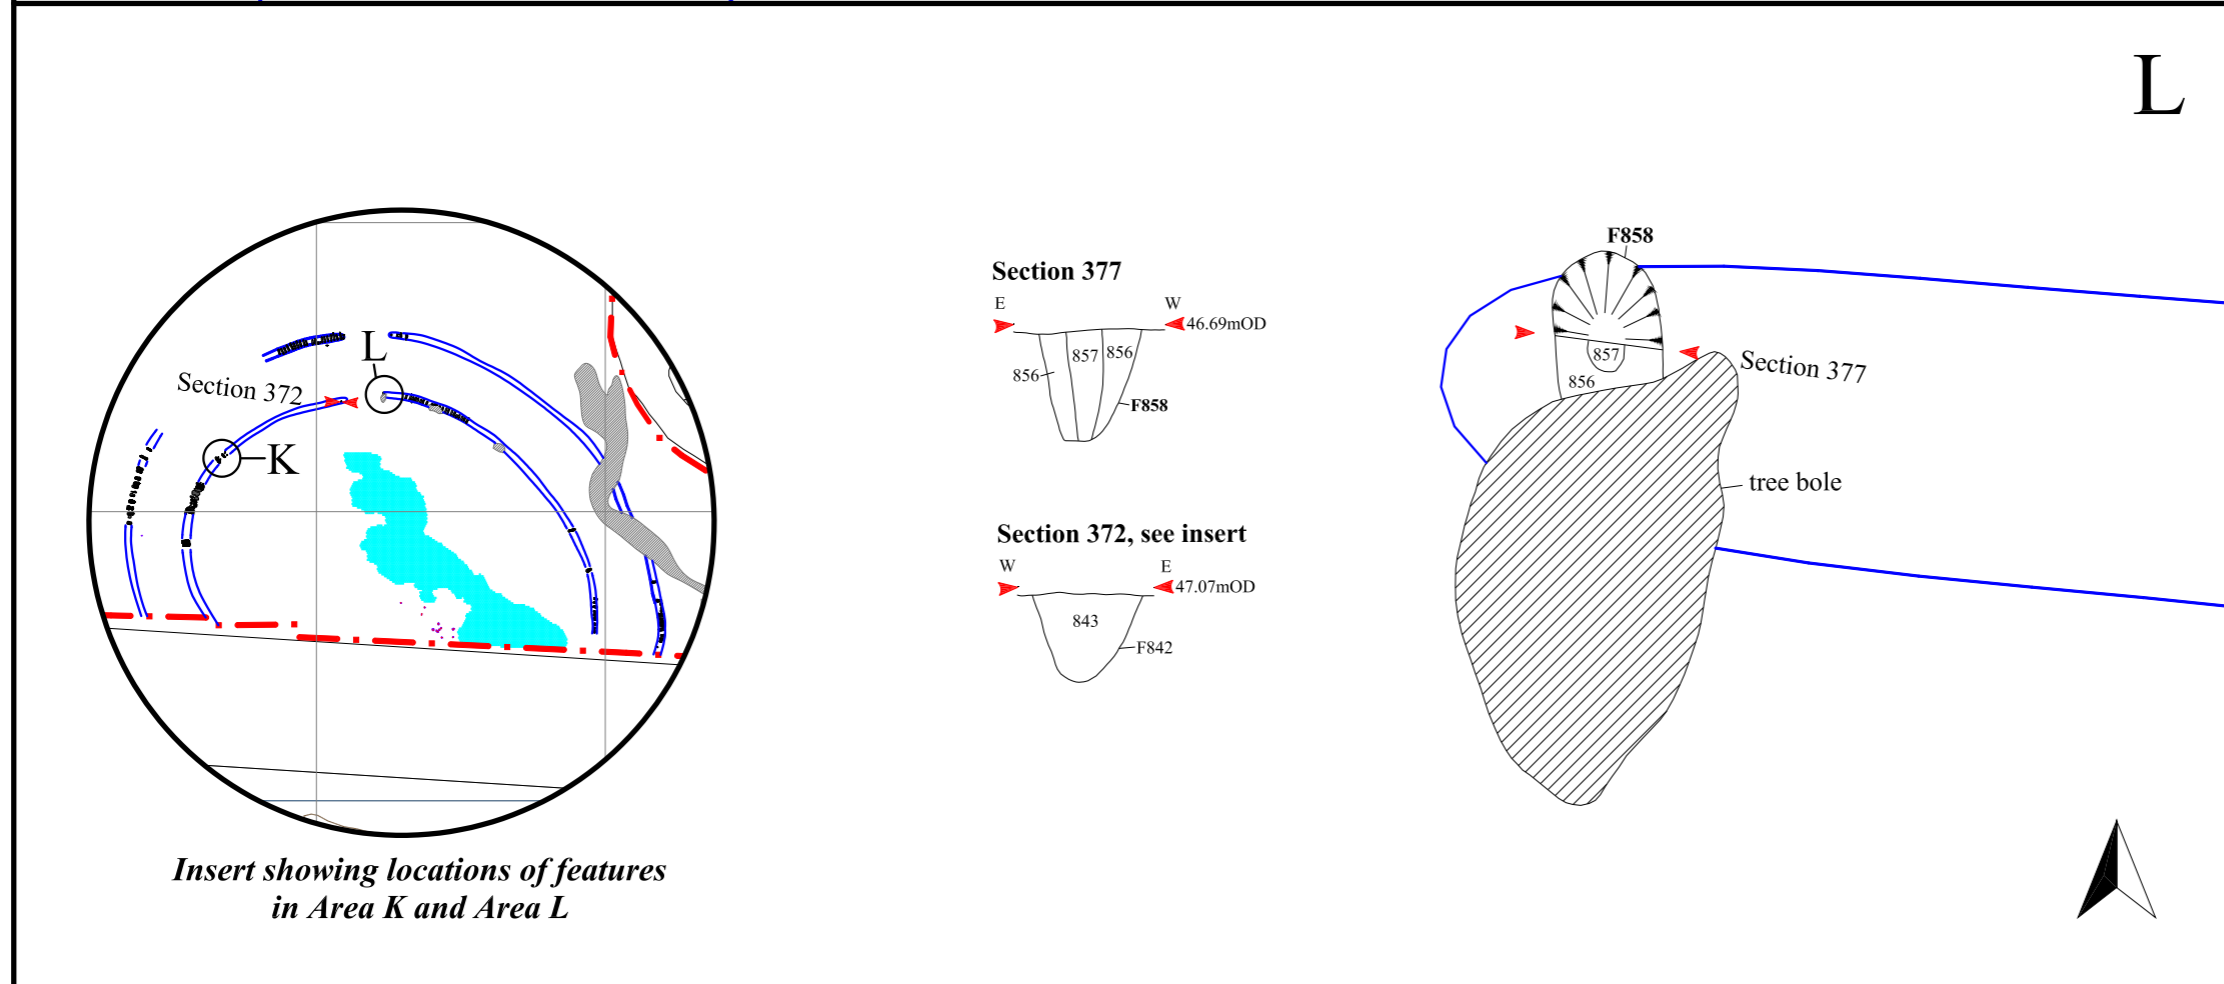 L
L
Section 372
K
Insert showing locations of features
in Area K and Area L
Section 377
E
W
46.69mOD
857
856
856
F858
Section 372, see insert
W
E
47.07mOD
843
F842
F858
857
856
Section 377
tree bole